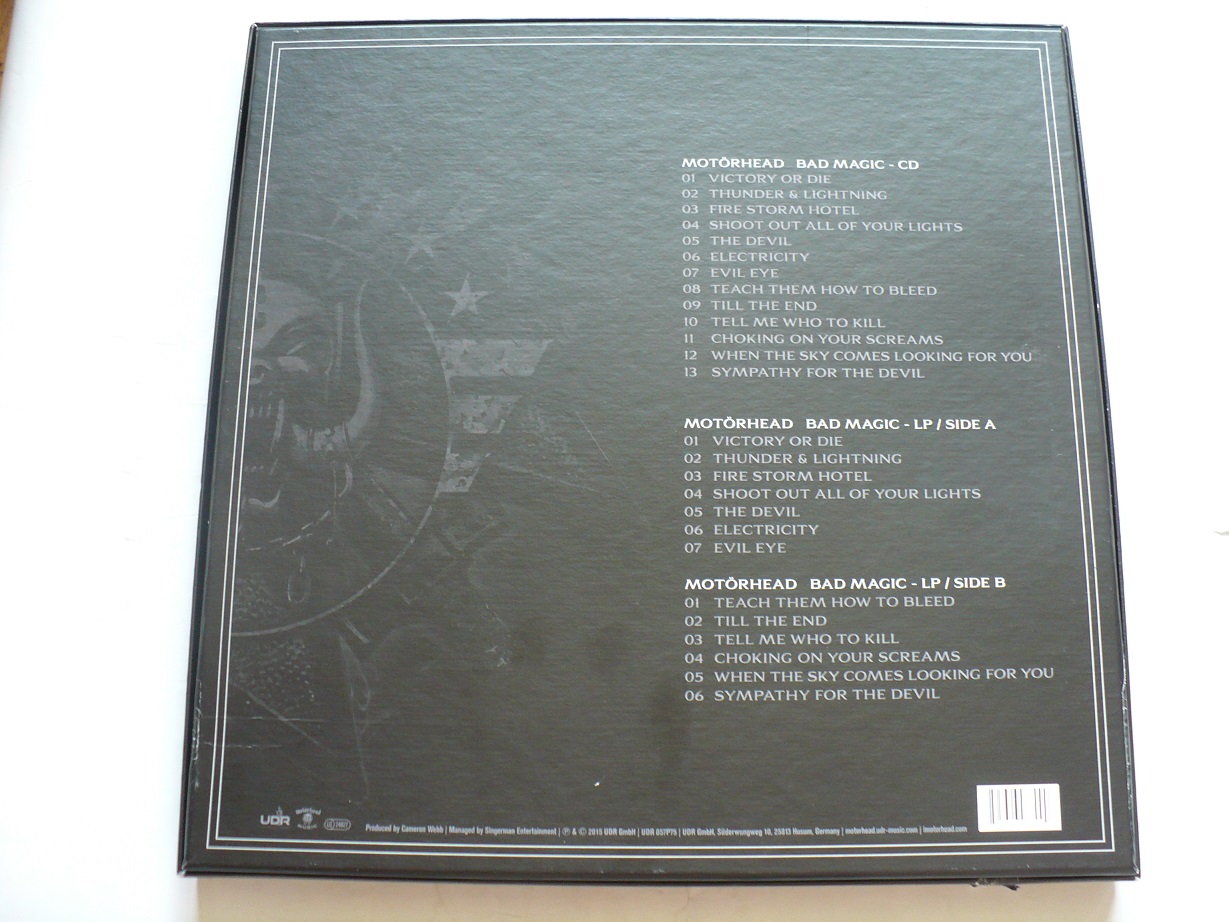 MOTÖRHEAD BAD MAGIC - CD
01 VICTORY OR DIE
02 THUNDER & LIGHTNING
03 FIRE STORM HOTEL
04 SHOOT OUT ALL OF YOUR LIGHTS
05 THE DEVIL
06 ELECTRICITY
07 EVIL EYE
08 TEACH THEM HOW TO BLEED
09 TILL THE END
10 TELL ME WHO TO KILL
11 CHOKING ON YOUR SCREAMS
12 WHEN THE SKY COMES LOOKING FOR YOU
13 SYMPATHY FOR THE DEVIL
MOTÖRHEAD BAD MAGIC - LP / SIDE A
01 VICTORY OR DIE
02 THUNDER & LIGHTNING
03 FIRE STORM HOTEL
04 SHOOT OUT ALL OF YOUR LIGHTS
05 THE DEVIL
06 ELECTRICITY
07 EVIL EYE
MOTÖRHEAD BAD MAGIC - LP / SIDE B
01 TEACH THEM HOW TO BLEED
02 TILL THE END
03 TELL ME WHO TO KILL
04 CHOKING ON YOUR SCREAMS
05 WHEN THE SKY COMES LOOKING FOR YOU
06 SYMPATHY FOR THE DEVIL
UDR Produced by Cameron Webb | Managed by Singerman Entertainment | ℗ & © 2015 UDR GmbH | UDR 057P75 | UDR GmbH, Süderwungweg 10, 25813 Husum, Germany | motorhead.udr-music.com | imotorhead.com